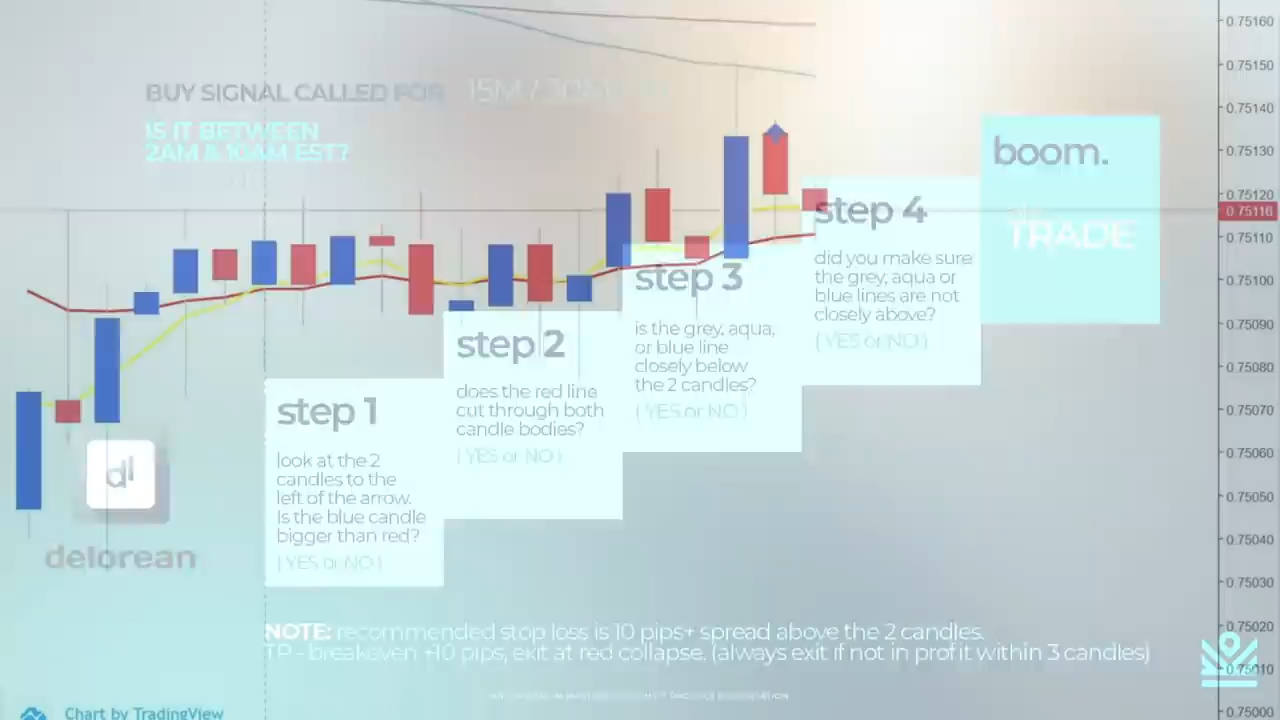 BUY SIGNAL CALLED FOR 15M / 30M
IS IT BETWEEN
2AM & 10AM EST?
boom.
TRADE
step 4
did you make sure
the grey, aqua or
blue lines are not
closely above?
( YES or NO )
step 3
is the grey, aqua,
or blue line
closely below
the 2 candles?
( YES or NO )
step 2
does the red line
cut through both
candle bodies?
( YES or NO )
step 1
look at the 2
candles to the
left of the arrow.
Is the blue candle
bigger than red?
( YES or NO )
dl
delorean
NOTE: recommended stop loss is 10 pips+ spread above the 2 candles.
TP - breakeven +10 pips, exit at red collapse. (always exit if not in profit within 3 candles)
Chart by TradingView
0.75160
0.75150
0.75140
0.75130
0.75120
0.75116
0.75110
0.75100
0.75090
0.75080
0.75070
0.75060
0.75050
0.75040
0.75030
0.75020
0.75010
0.75000